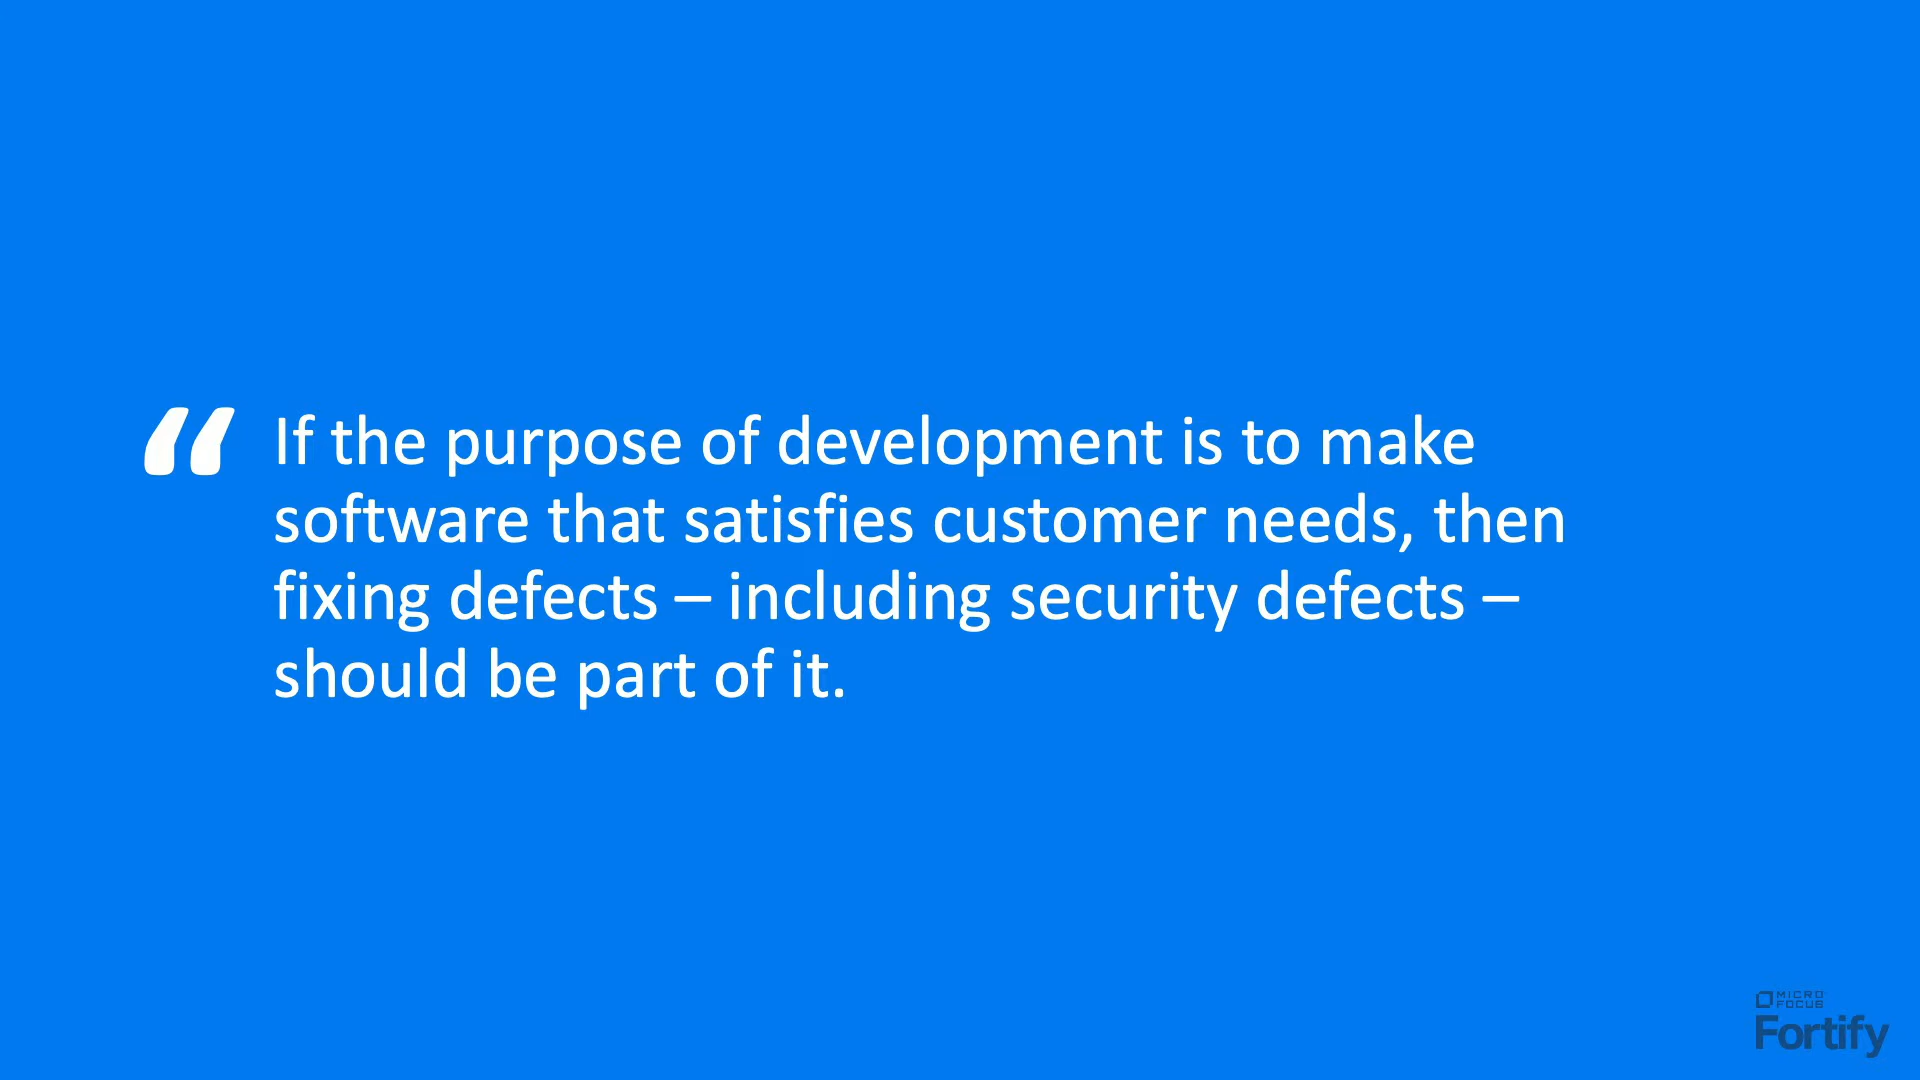 “ If the purpose of development is to make
software that satisfies customer needs, then
fixing defects – including security defects –
should be part of it.
MICRO
FOCUS
Fortify